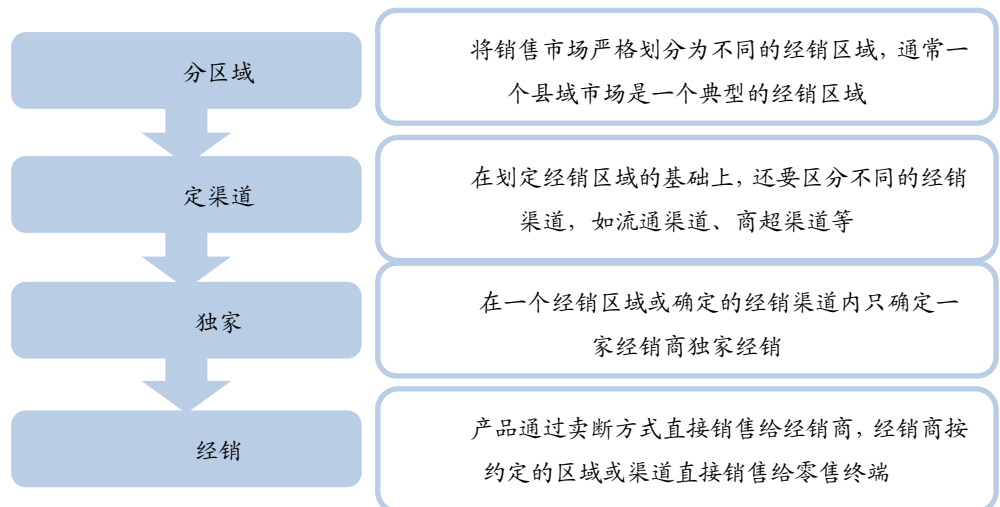 分区域
将销售市场严格划分为不同的经销区域，通常一
个县域市场是一个典型的经销区域
定渠道
在划定经销区域的基础上，还要区分不同的经销
渠道，如流通渠道、商超渠道等
独家
在一个经销区域或确定的经销渠道内只确定一
家经销商独家经销
经销
产品通过卖断方式直接销售给经销商，经销商按
约定的区域或渠道直接销售给零售终端